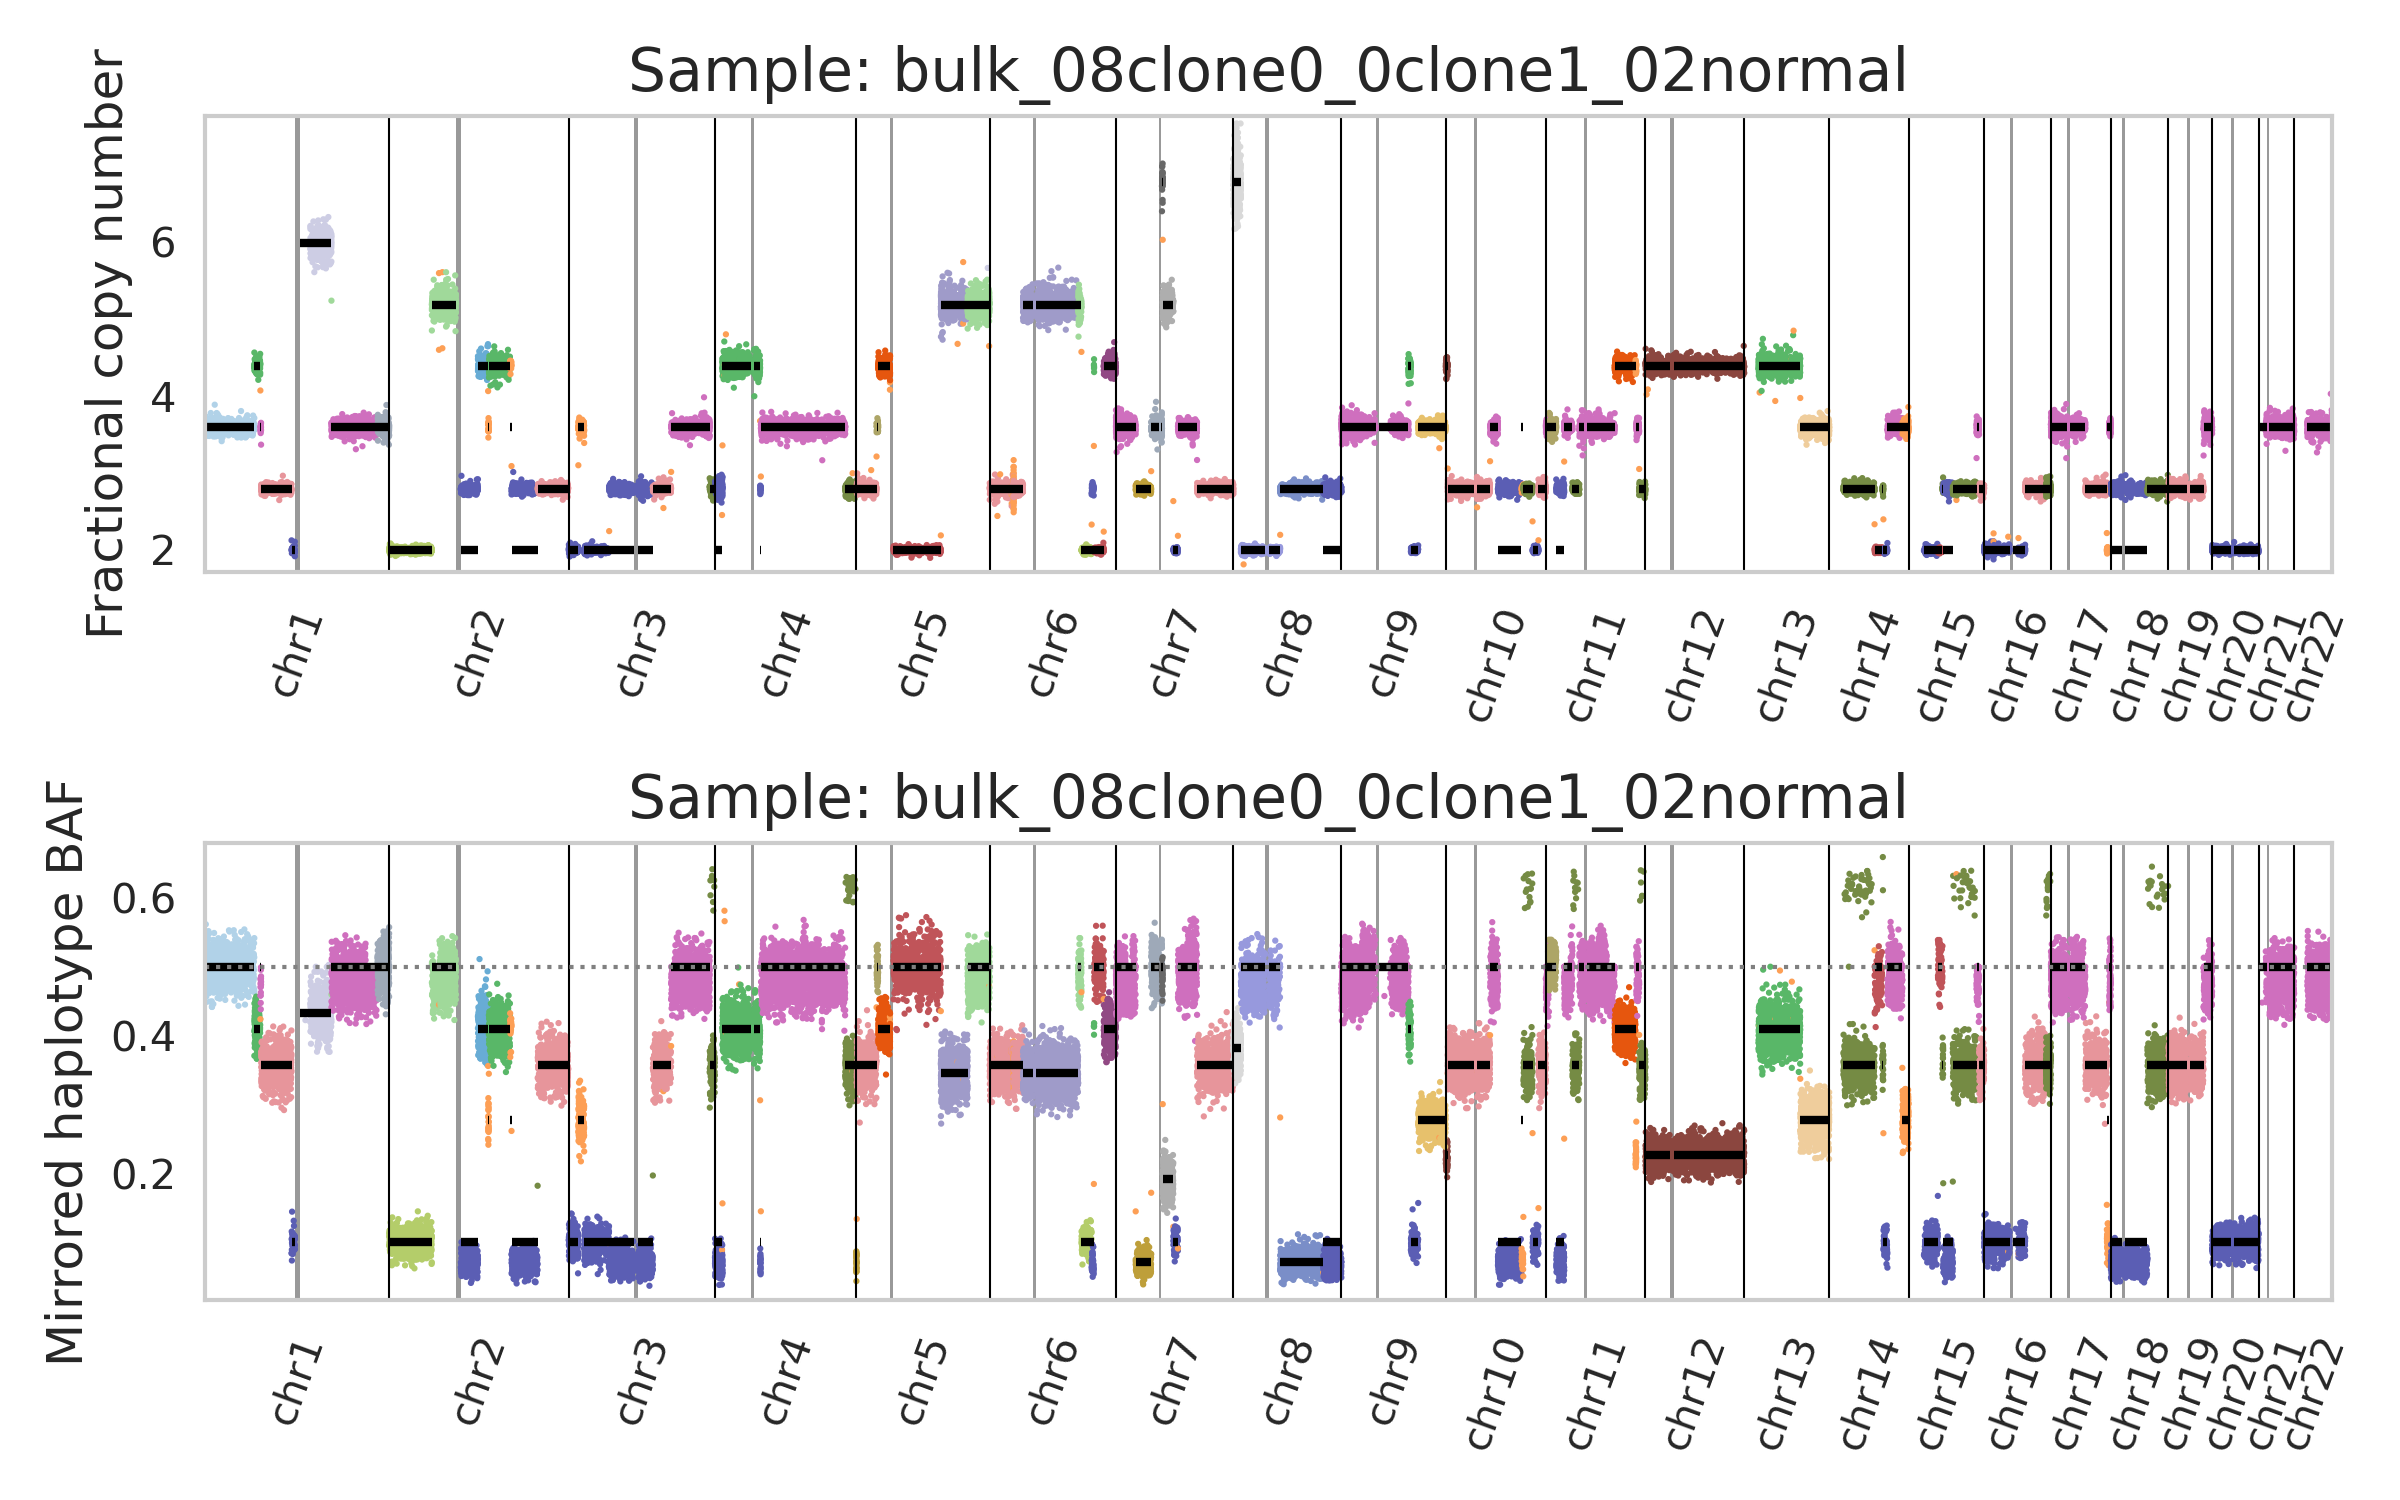 Sample: bulk_08clone0_0clone1_02normal
Fractional copy number
6
4
2
chr1 chr2 chr3 chr4 chr5 chr6 chr7 chr8 chr9 chr10 chr11 chr12 chr13 chr14 chr15 chr16 chr17 chr18 chr19 chr20 chr21 chr22
Sample: bulk_08clone0_0clone1_02normal
Mirrored haplotype BAF
0.6
0.4
0.2
chr1 chr2 chr3 chr4 chr5 chr6 chr7 chr8 chr9 chr10 chr11 chr12 chr13 chr14 chr15 chr16 chr17 chr18 chr19 chr20 chr21 chr22